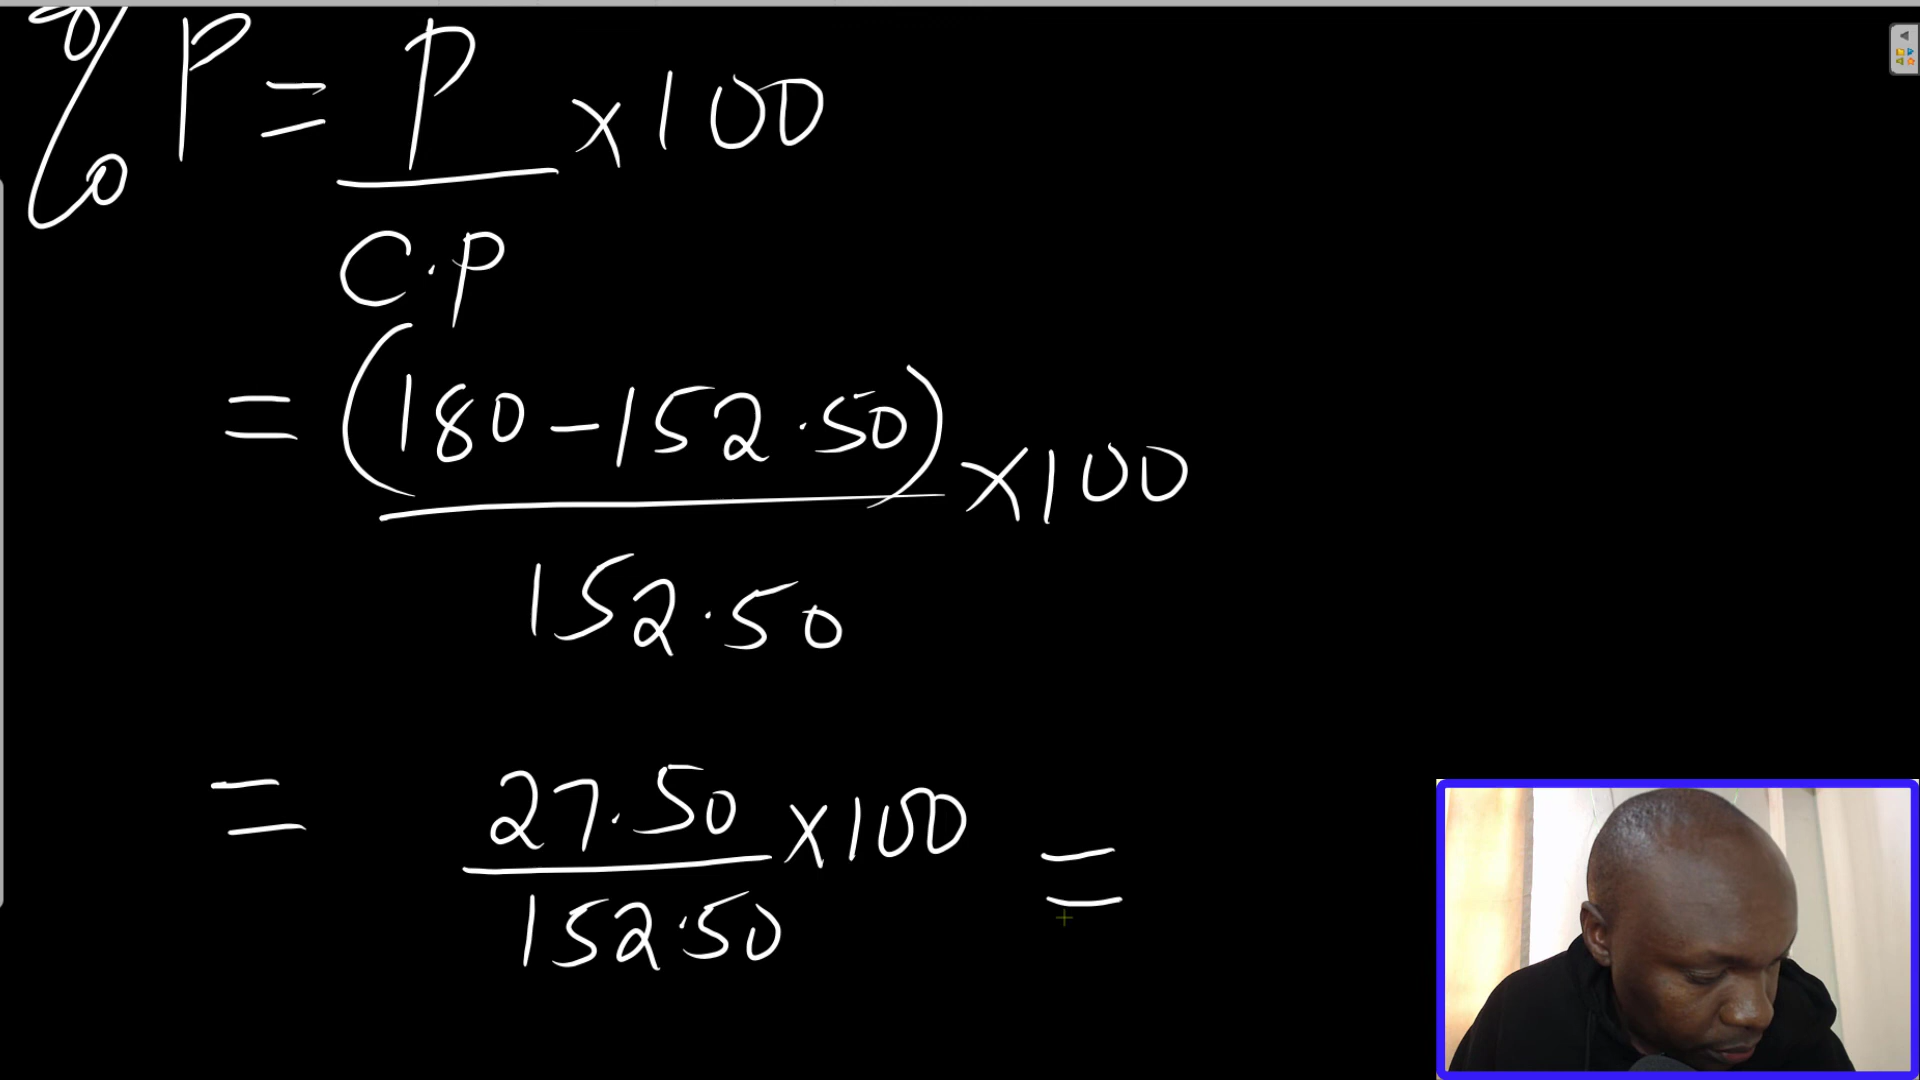 % P = P/C.P x100
= (180-152.50)/152.50 x100
= 27.50/152.50 x100 =